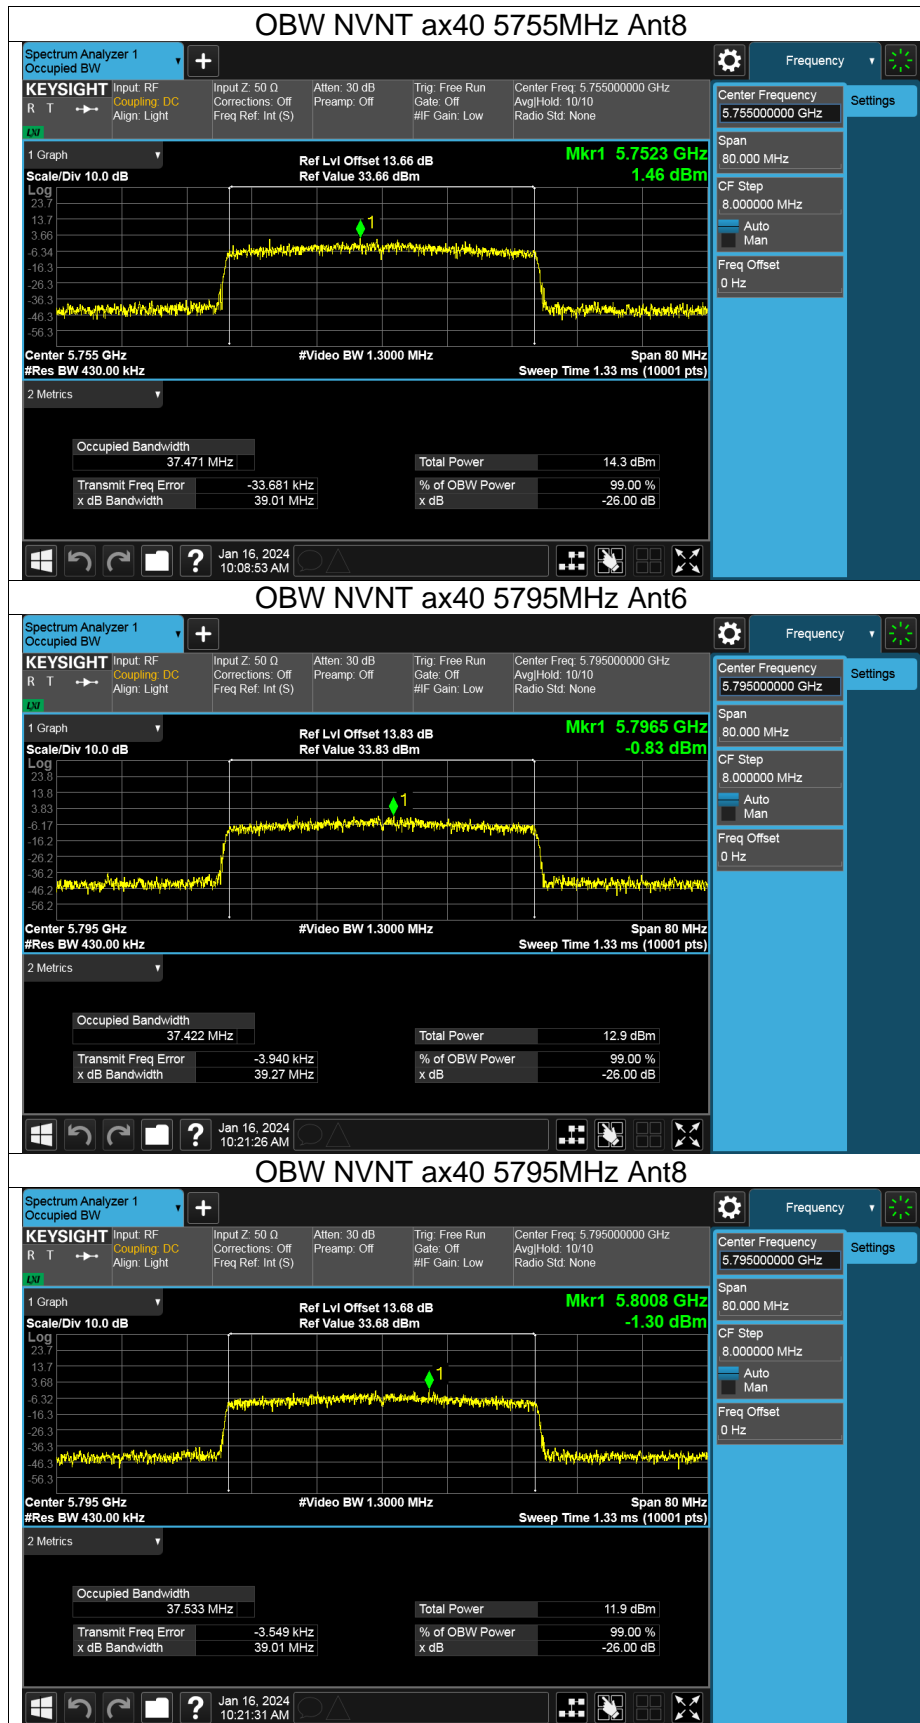 OBW NVNT ax40 5755MHz Ant8
Spectrum Analyzer 1
Occupied BW
Frequency
KEYSIGHT
R T
LXI
Input: RF
Coupling: DC
Align: Light
Input Z: 50 Ω
Corrections: Off
Freq Ref: Int (S)
Atten: 30 dB
Preamp: Off
Trig: Free Run
Gate: Off
#IF Gain: Low
Center Freq: 5.755000000 GHz
Avg|Hold: 10/10
Radio Std: None
Center Frequency
5.755000000 GHz
Settings
Span
80.000 MHz
CF Step
8.000000 MHz
Auto
Man
Freq Offset
0 Hz
1 Graph
Scale/Div 10.0 dB
Ref Lvl Offset 13.66 dB
Ref Value 33.66 dBm
Mkr1 5.7523 GHz
1.46 dBm
Log
23.7
13.7
3.66
-6.34
-16.3
-26.3
-36.3
-46.3
-56.3
1
Center 5.755 GHz
#Video BW 1.3000 MHz
Span 80 MHz
#Res BW 430.00 kHz
Sweep Time 1.33 ms (10001 pts)
2 Metrics
Occupied Bandwidth
37.471 MHz
Total Power 14.3 dBm
Transmit Freq Error -33.681 kHz
% of OBW Power 99.00 %
x dB Bandwidth 39.01 MHz
x dB -26.00 dB
?
Jan 16, 2024
10:08:53 AM
OBW NVNT ax40 5795MHz Ant6
Spectrum Analyzer 1
Occupied BW
Frequency
KEYSIGHT
R T
LXI
Input: RF
Coupling: DC
Align: Light
Input Z: 50 Ω
Corrections: Off
Freq Ref: Int (S)
Atten: 30 dB
Preamp: Off
Trig: Free Run
Gate: Off
#IF Gain: Low
Center Freq: 5.795000000 GHz
Avg|Hold: 10/10
Radio Std: None
Center Frequency
5.795000000 GHz
Settings
Span
80.000 MHz
CF Step
8.000000 MHz
Auto
Man
Freq Offset
0 Hz
1 Graph
Scale/Div 10.0 dB
Ref Lvl Offset 13.83 dB
Ref Value 33.83 dBm
Mkr1 5.7965 GHz
-0.83 dBm
Log
23.8
13.8
3.83
-6.17
-16.2
-26.2
-36.2
-46.2
-56.2
1
Center 5.795 GHz
#Video BW 1.3000 MHz
Span 80 MHz
#Res BW 430.00 kHz
Sweep Time 1.33 ms (10001 pts)
2 Metrics
Occupied Bandwidth
37.422 MHz
Total Power 12.9 dBm
Transmit Freq Error -3.940 kHz
% of OBW Power 99.00 %
x dB Bandwidth 39.27 MHz
x dB -26.00 dB
?
Jan 16, 2024
10:21:26 AM
OBW NVNT ax40 5795MHz Ant8
Spectrum Analyzer 1
Occupied BW
Frequency
KEYSIGHT
R T
LXI
Input: RF
Coupling: DC
Align: Light
Input Z: 50 Ω
Corrections: Off
Freq Ref: Int (S)
Atten: 30 dB
Preamp: Off
Trig: Free Run
Gate: Off
#IF Gain: Low
Center Freq: 5.795000000 GHz
Avg|Hold: 10/10
Radio Std: None
Center Frequency
5.795000000 GHz
Settings
Span
80.000 MHz
CF Step
8.000000 MHz
Auto
Man
Freq Offset
0 Hz
1 Graph
Scale/Div 10.0 dB
Ref Lvl Offset 13.68 dB
Ref Value 33.68 dBm
Mkr1 5.8008 GHz
-1.30 dBm
Log
23.7
13.7
3.68
-6.32
-16.3
-26.3
-36.3
-46.3
-56.3
1
Center 5.795 GHz
#Video BW 1.3000 MHz
Span 80 MHz
#Res BW 430.00 kHz
Sweep Time 1.33 ms (10001 pts)
2 Metrics
Occupied Bandwidth
37.533 MHz
Total Power 11.9 dBm
Transmit Freq Error -3.549 kHz
% of OBW Power 99.00 %
x dB Bandwidth 39.01 MHz
x dB -26.00 dB
?
Jan 16, 2024
10:21:31 AM